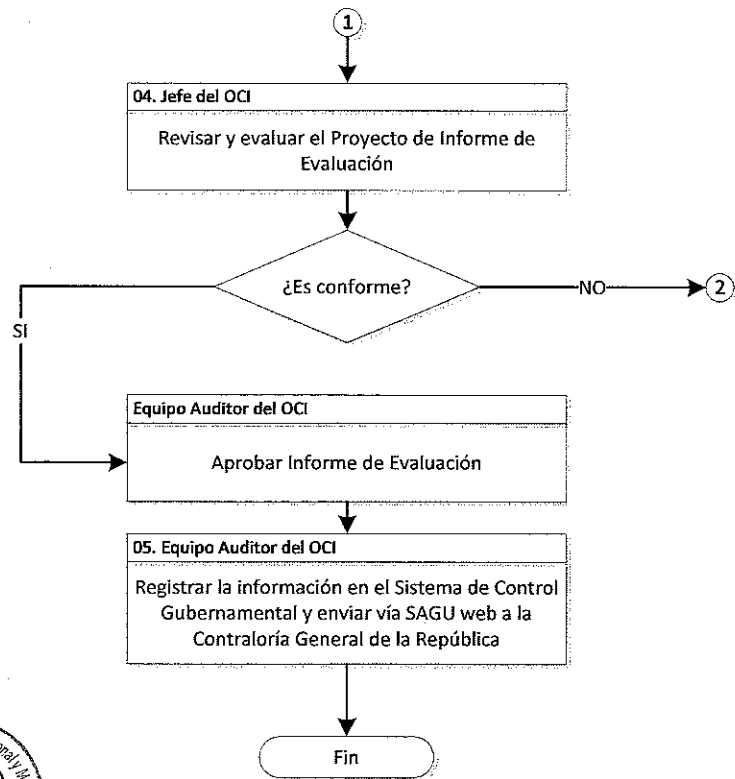 1
04. Jefe del OCI
Revisar y evaluar el Proyecto de Informe de
Evaluación
¿Es conforme?
NO
2
SI
Equipo Auditor del OCI
Aprobar Informe de Evaluación
05. Equipo Auditor del OCI
Registrar la información en el Sistema de Control
Gubernamental y enviar vía SAGU web a la
Contraloría General de la República
Fin